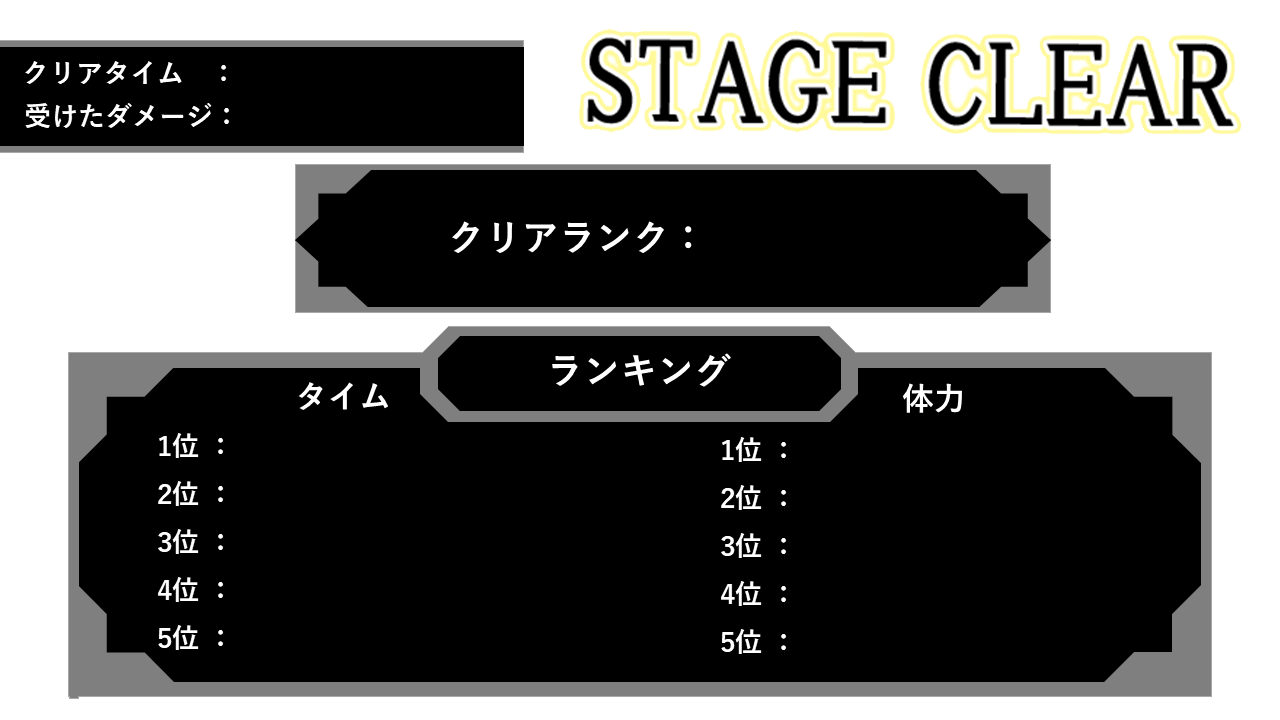 クリアタイム ：
受けたダメージ：
STAGE CLEAR
クリアランク：
ランキング
タイム
1位 ：
2位 ：
3位 ：
4位 ：
5位 ：
体力
1位 ：
2位 ：
3位 ：
4位 ：
5位 ：